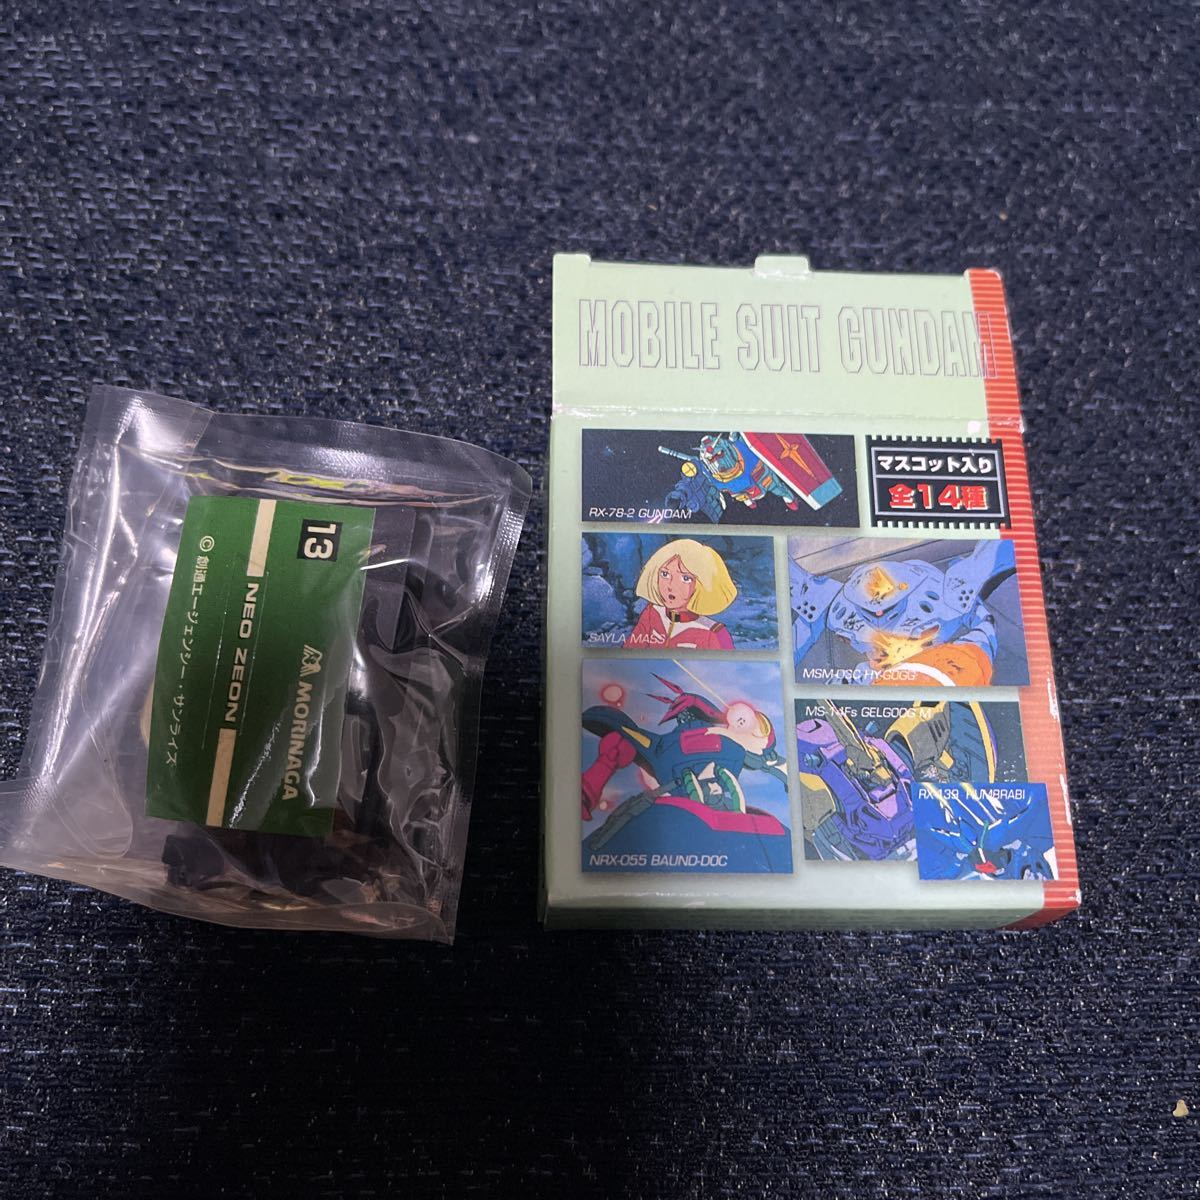 13
MORINAGA
NEO ZEON
© 創通エージェンシー・サンライズ
MOBILE SUIT GUNDAM
マスコット入り
全14種
RX-78-2 GUNDAM
SAYLA MASS
MSM-03C HY-GOGG
MS-14Fs GELGOOG M
RX-139 HUMBRABI
NRX-055 BAUND-DOC